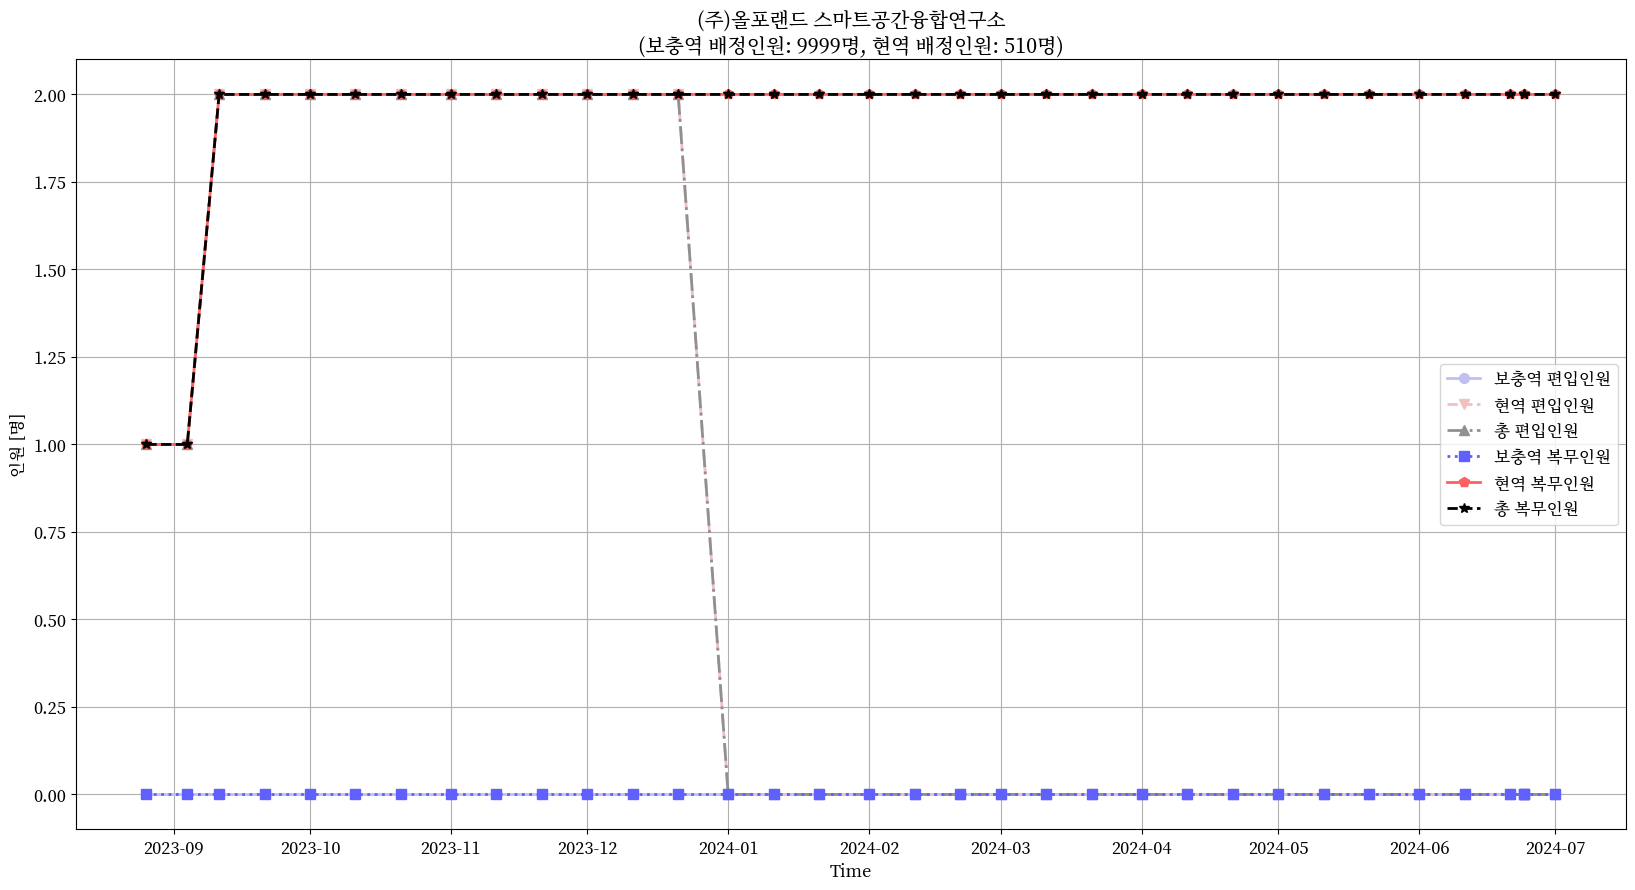 (주)올포랜드 스마트공간융합연구소
(보충역 배정인원: 9999명, 현역 배정인원: 510명)
인원 [명]
2.00
1.75
1.50
1.25
1.00
0.75
0.50
0.25
0.00
보충역 편입인원
현역 편입인원
총 편입인원
보충역 복무인원
현역 복무인원
총 복무인원
2023-09 2023-10 2023-11 2023-12 2024-01 2024-02 2024-03 2024-04 2024-05 2024-06 2024-07
Time